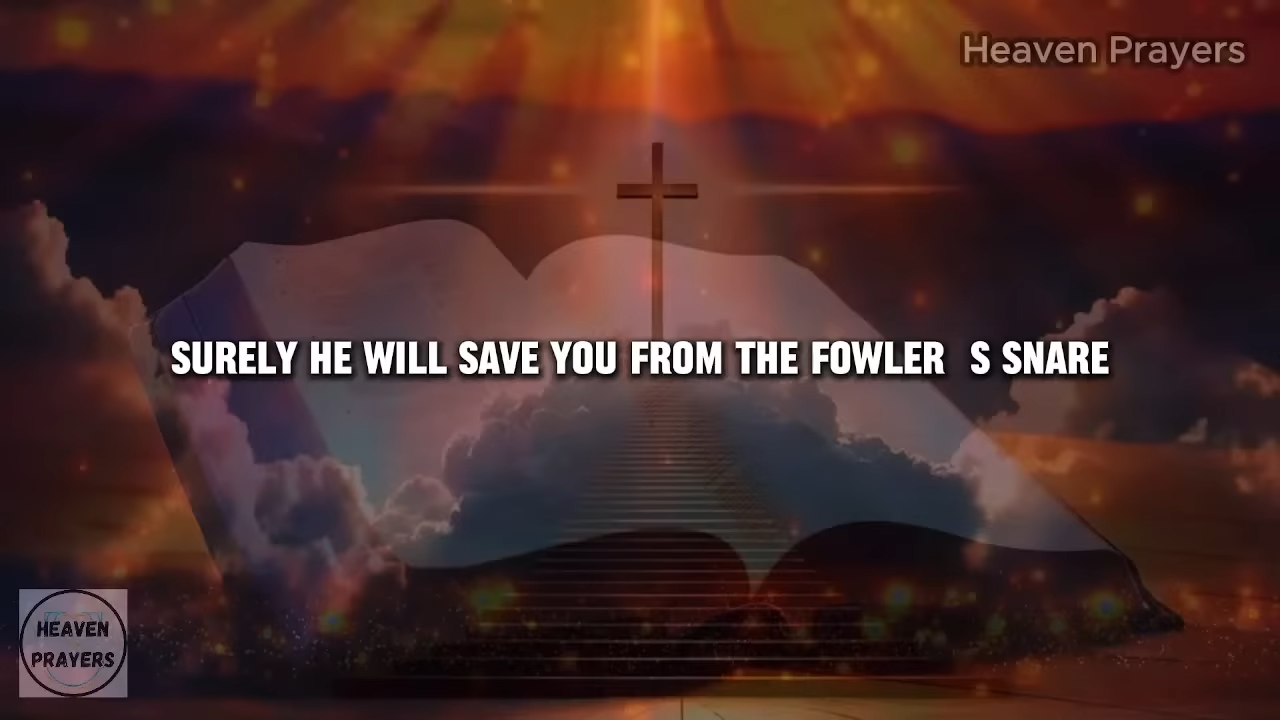 Heaven Prayers
SURELY HE WILL SAVE YOU FROM THE FOWLER  S SNARE
HEAVEN
PRAYERS